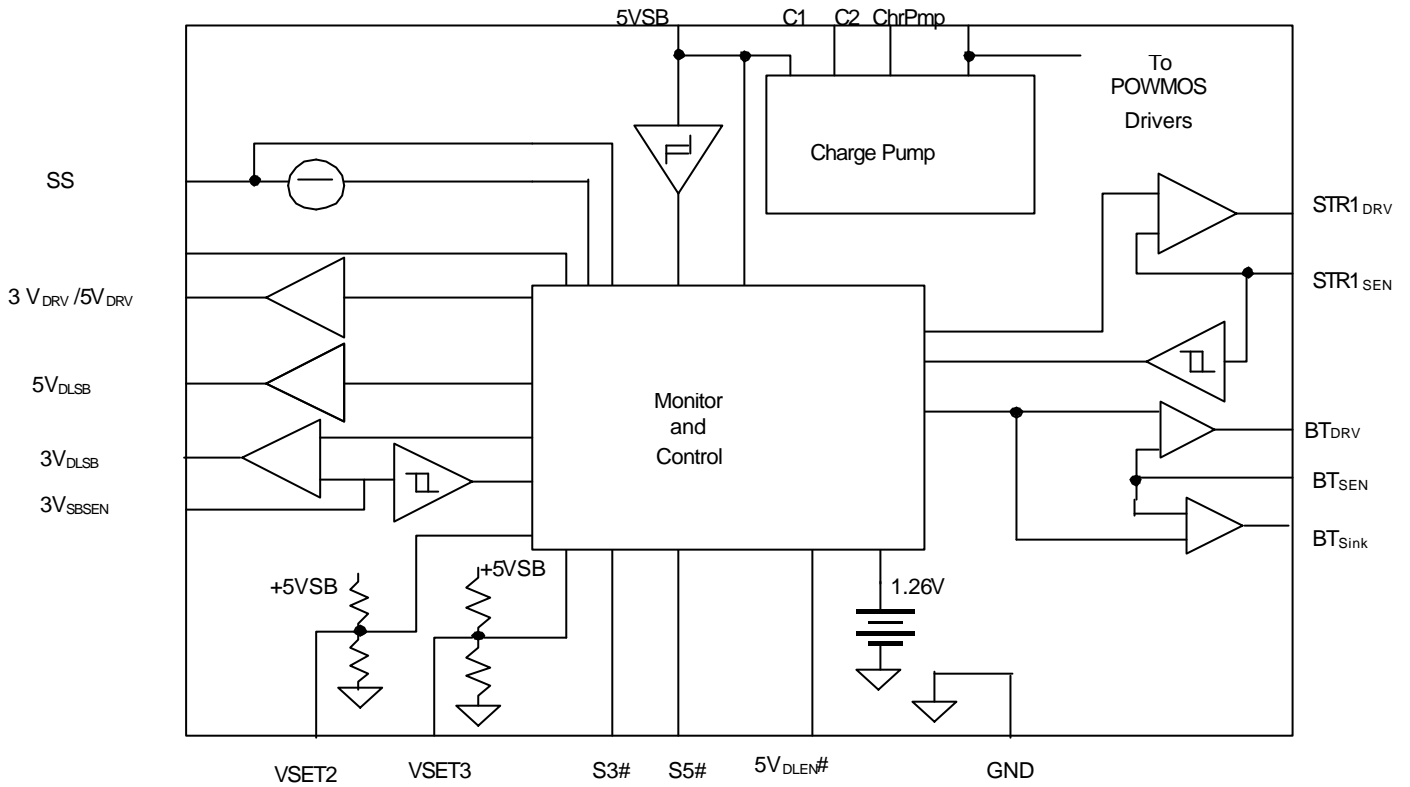 5VSB C1 C2 ChrPmp
To
POWMOS
Drivers
Charge Pump
SS
STR1DRV
STR1SEN
3 VDRV /5VDRV
5VDLSB
Monitor
and
Control
3VDLSB
3VSBSEN
BTDRV
BTSEN
BTSink
+5VSB
+5VSB
1.26V
VSET2
VSET3
S3#
S5#
5VDLEN#
GND